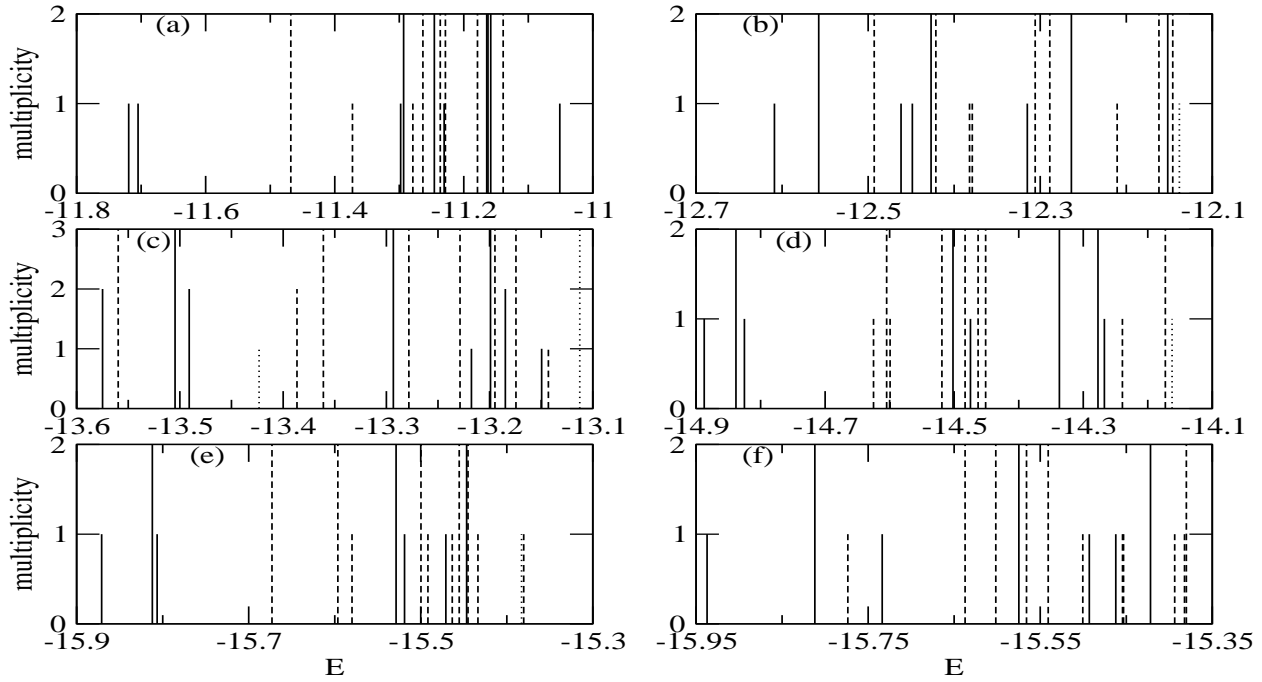 2 (a) 2 (b)
multiplicity 1 1
0 0
-11.8 -11.6 -11.4 -11.2 -11 -12.7 -12.5 -12.3 -12.1
3 (c) 2 (d)
multiplicity 2 1
1
0 0
-13.6 -13.5 -13.4 -13.3 -13.2 -13.1 -14.9 -14.7 -14.5 -14.3 -14.1
2 (e) 2 (f)
multiplicity 1 1
0 0
-15.9 -15.7 -15.5 -15.3 -15.95 -15.75 -15.55 -15.35
E E